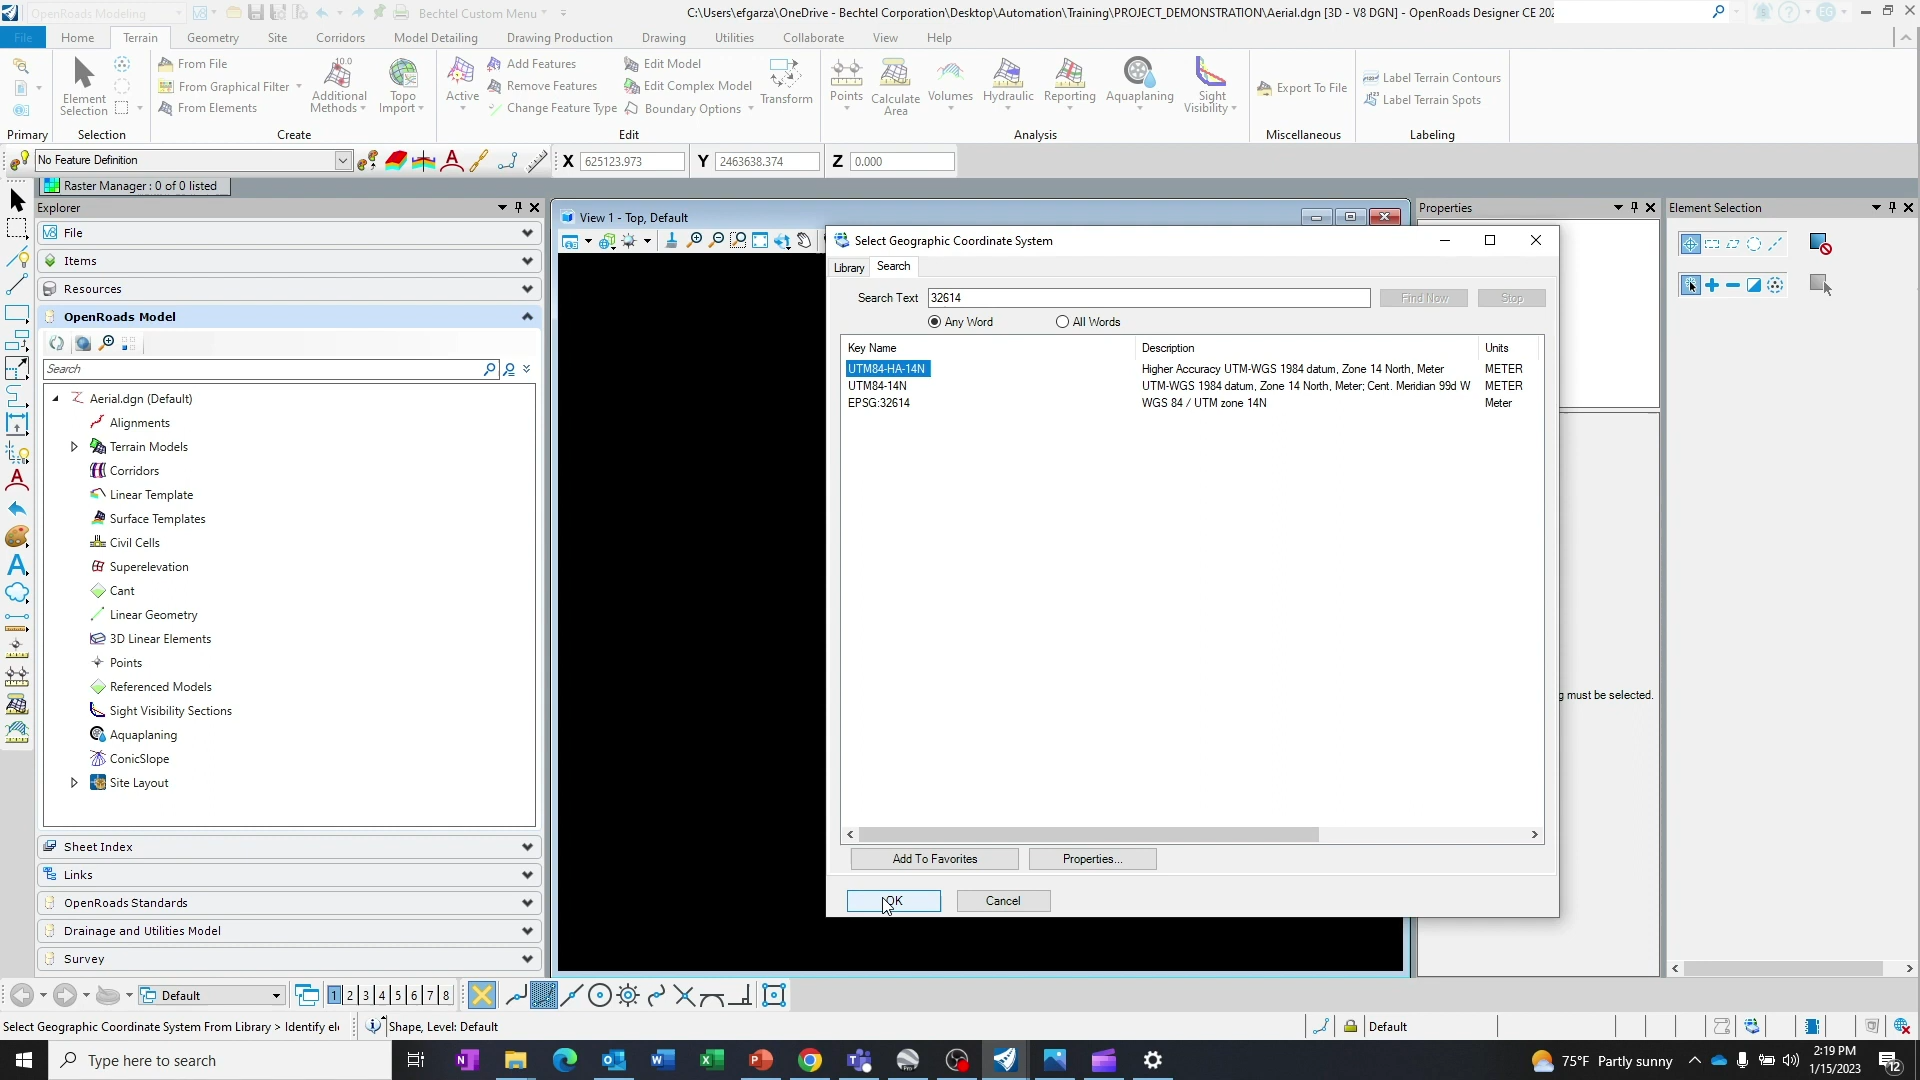 OpenRoads Modeling
Bechtel Custom Menu
C:\Users\efgarza\OneDrive - Bechtel Corporation\Desktop\Automation\Training\PROJECT_DEMONSTRATION\Aerial.dgn [3D - V8 DGN] - OpenRoads Designer CE 202
EG
File Home Terrain Geometry Site Corridors Model Detailing Drawing Production Drawing Utilities Collaborate View Help
From File
From Graphical Filter
From Elements
Element Selection
10.0
Additional Methods
Topo Import
Active
Add Features
Remove Features
Change Feature Type
Edit Model
Edit Complex Model
Boundary Options
Transform
Points
Calculate Area
Volumes
Hydraulic
Reporting
Aquaplaning
Sight Visibility
Export To File
Label Terrain Contours
Label Terrain Spots
Primary Selection Create Edit Analysis Miscellaneous Labeling
No Feature Definition
X 625123.973 Y 2463638.374 Z 0.000
Raster Manager : 0 of 0 listed
Explorer
File
Items
Resources
OpenRoads Model
Search
Aerial.dgn (Default)
Alignments
Terrain Models
Corridors
Linear Template
Surface Templates
Civil Cells
Superelevation
Cant
Linear Geometry
3D Linear Elements
Points
Referenced Models
Sight Visibility Sections
Aquaplaning
ConicSlope
Site Layout
Sheet Index
Links
OpenRoads Standards
Drainage and Utilities Model
Survey
View 1 - Top, Default
Select Geographic Coordinate System
Library Search
Search Text 32614 Find Now Stop
Any Word All Words
Key Name Description Units
UTM84-HA-14N Higher Accuracy UTM-WGS 1984 datum, Zone 14 North, Meter METER
UTM84-14N UTM-WGS 1984 datum, Zone 14 North, Meter; Cent. Meridian 99d W METER
EPSG:32614 WGS 84 / UTM zone 14N Meter
Add To Favorites Properties...
OK Cancel
Properties
g must be selected.
Element Selection
Default 1 2 3 4 5 6 7 8
Select Geographic Coordinate System From Library > Identify ele
Shape, Level: Default
Default
Type here to search
75°F Partly sunny
2:19 PM
1/15/2023
12